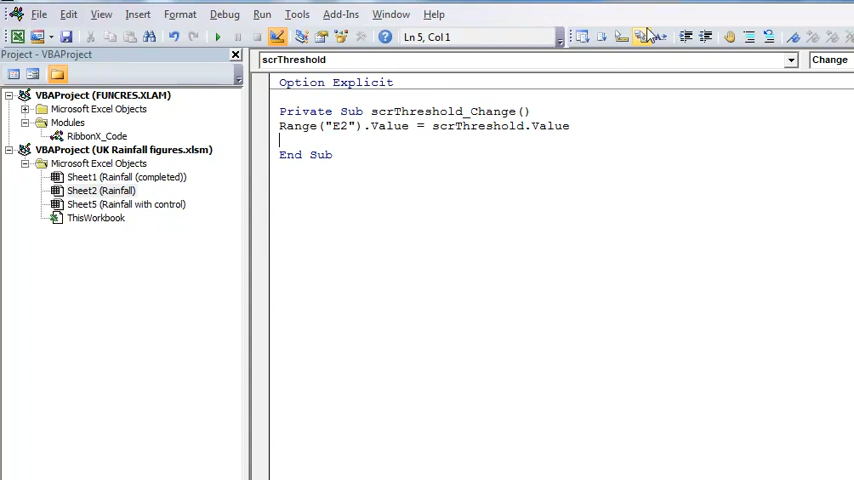 File Edit View Insert Format Debug Run Tools Add-Ins Window Help
Ln 5, Col 1
Project - VBAProject
scrThreshold Change
VBAProject (FUNCRES.XLAM)
Microsoft Excel Objects
Modules
RibbonX_Code
VBAProject (UK Rainfall figures.xlsm)
Microsoft Excel Objects
Sheet1 (Rainfall (completed))
Sheet2 (Rainfall)
Sheet5 (Rainfall with control)
ThisWorkbook
Option Explicit
Private Sub scrThreshold_Change()
Range("E2").Value = scrThreshold.Value
End Sub